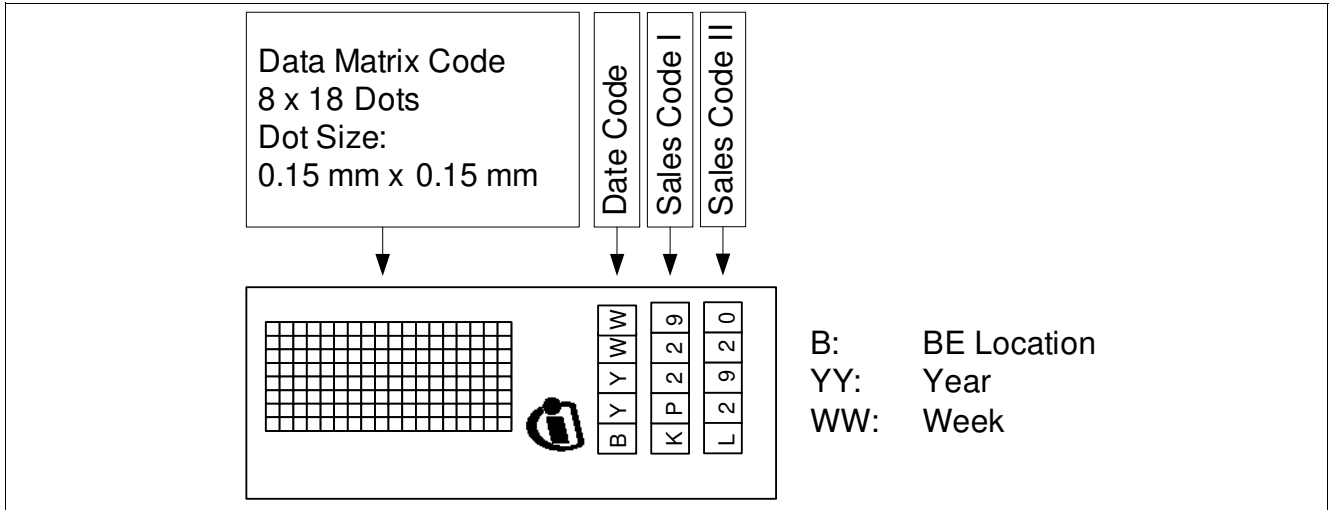 Data Matrix Code
8 x 18 Dots
Dot Size:
0.15 mm x 0.15 mm
Date Code
Sales Code I
Sales Code II
BYYWW
KP229
L2920
B: BE Location
YY: Year
WW: Week